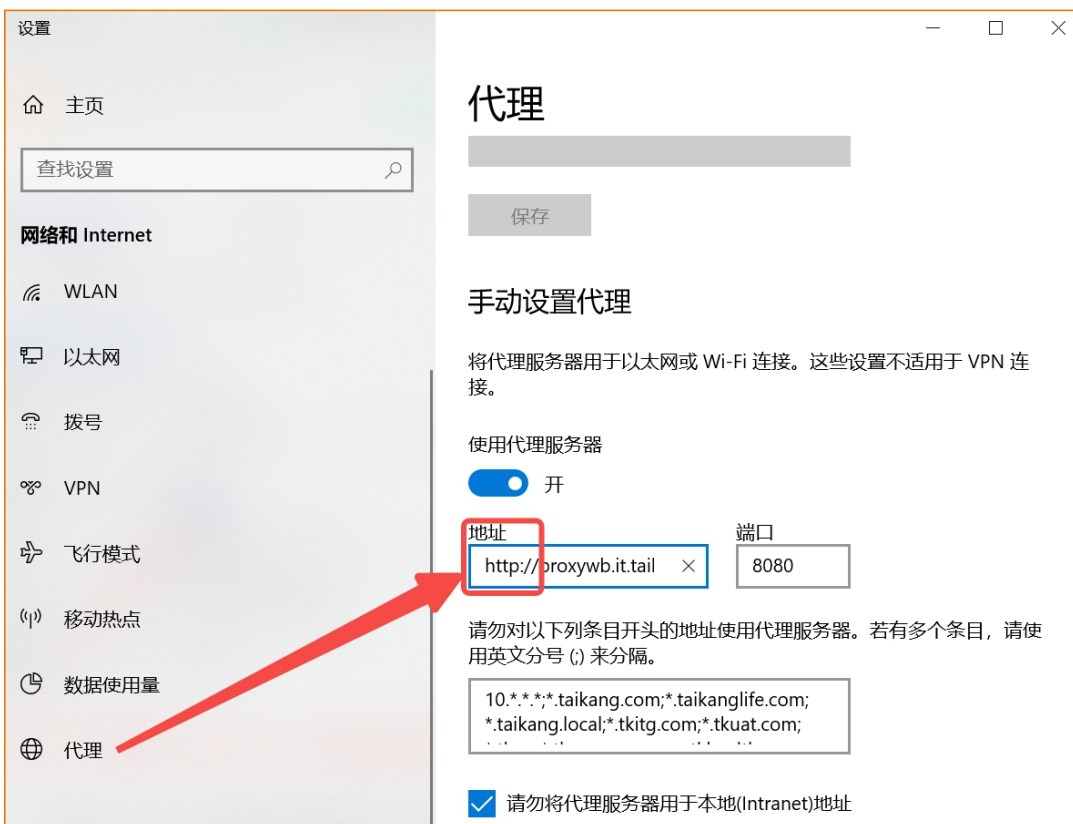 设置
主页
查找设置
网络和 Internet
WLAN
以太网
拨号
VPN
飞行模式
移动热点
数据使用量
代理
代理
保存
手动设置代理
将代理服务器用于以太网或 Wi-Fi 连接。这些设置不适用于 VPN 连
接。
使用代理服务器
开
地址
端口
http://proxywb.it.tail
8080
请勿对以下列条目开头的地址使用代理服务器。若有多个条目，请使
用英文分号 (;) 来分隔。
10.*.*.*;*.taikang.com;*.taikanglife.com;
*.taikang.local;*.tkitg.com;*.tkuat.com;
请勿将代理服务器用于本地(Intranet)地址